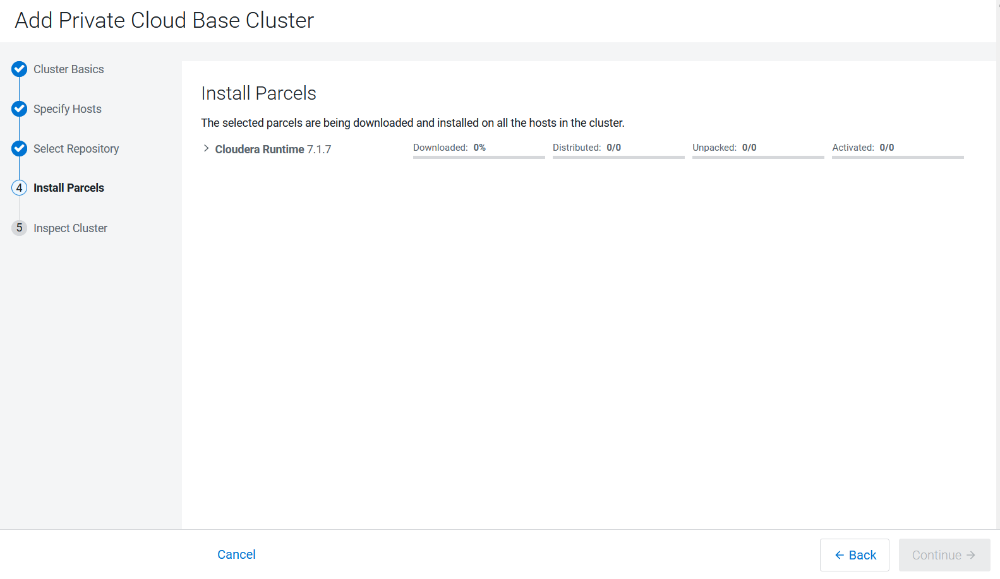 Add Private Cloud Base Cluster
Cluster Basics
Specify Hosts
Select Repository
4 Install Parcels
5 Inspect Cluster
Install Parcels
The selected parcels are being downloaded and installed on all the hosts in the cluster.
Cloudera Runtime 7.1.7 Downloaded: 0% Distributed: 0/0 Unpacked: 0/0 Activated: 0/0
Cancel ← Back Continue →